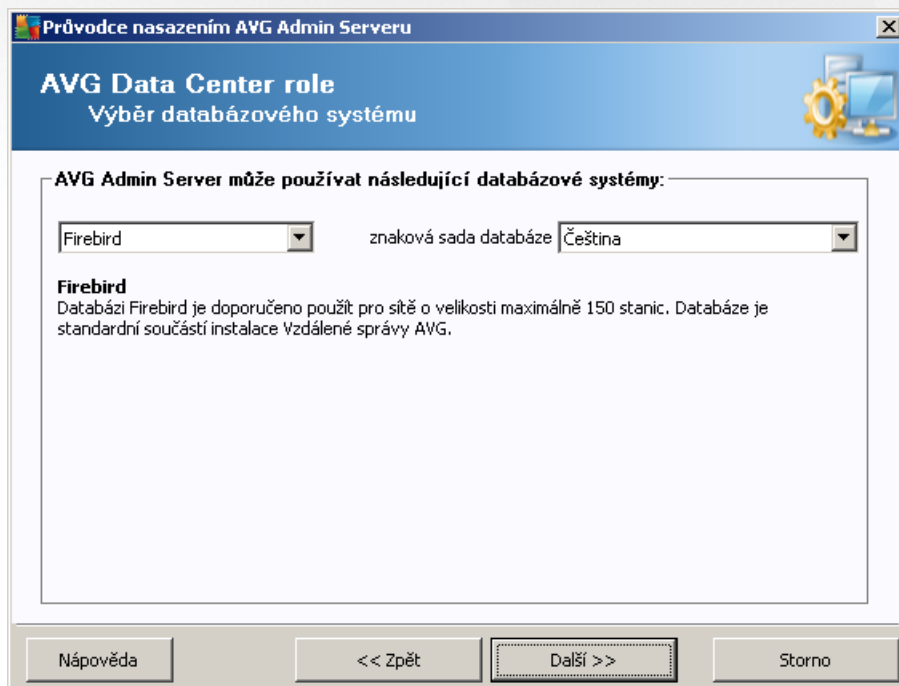 Průvodce nasazením AVG Admin Serveru
AVG Data Center role
Výběr databázového systému
AVG Admin Server může používat následující databázové systémy:
Firebird znaková sada databáze Čeština
Firebird
Databázi Firebird je doporučeno použít pro sítě o velikosti maximálně 150 stanic. Databáze je
standardní součástí instalace Vzdálené správy AVG.
Nápověda << Zpět Další >> Storno